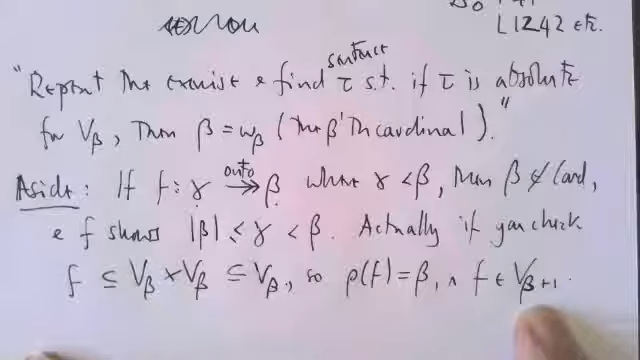 L1242 etc.
"Repeat the exercise & find sentence τ s.t. if τ is absolute
for V_β, then β = ω_β (the β'th cardinal)."
Aside: If f : γ onto ↠ β where γ < β, then β ∉ Card,
& f shows |β| ≤ γ < β. Actually if you check
f ⊆ V_β × V_β ⊆ V_β, so ρ(f) = β, ∧ f ∈ V_{β+1}.